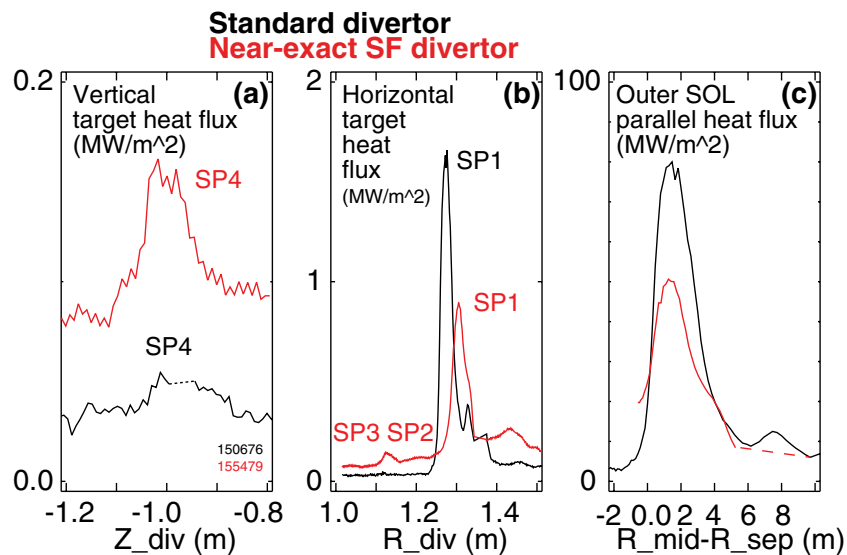 Standard divertor
Near-exact SF divertor
0.2
0.0
Vertical
target heat flux
(MW/m^2)
(a)
SP4
SP4
150676
155479
-1.2
-1.0
-0.8
Z_div (m)
2
1
0
Horizontal
target
heat
flux
(MW/m^2)
(b)
SP1
SP1
SP3 SP2
1.0
1.2
1.4
R_div (m)
100
0
Outer SOL
parallel heat flux
(MW/m^2)
(c)
-2 0.0 2 4 6 8
R_mid-R_sep (m)